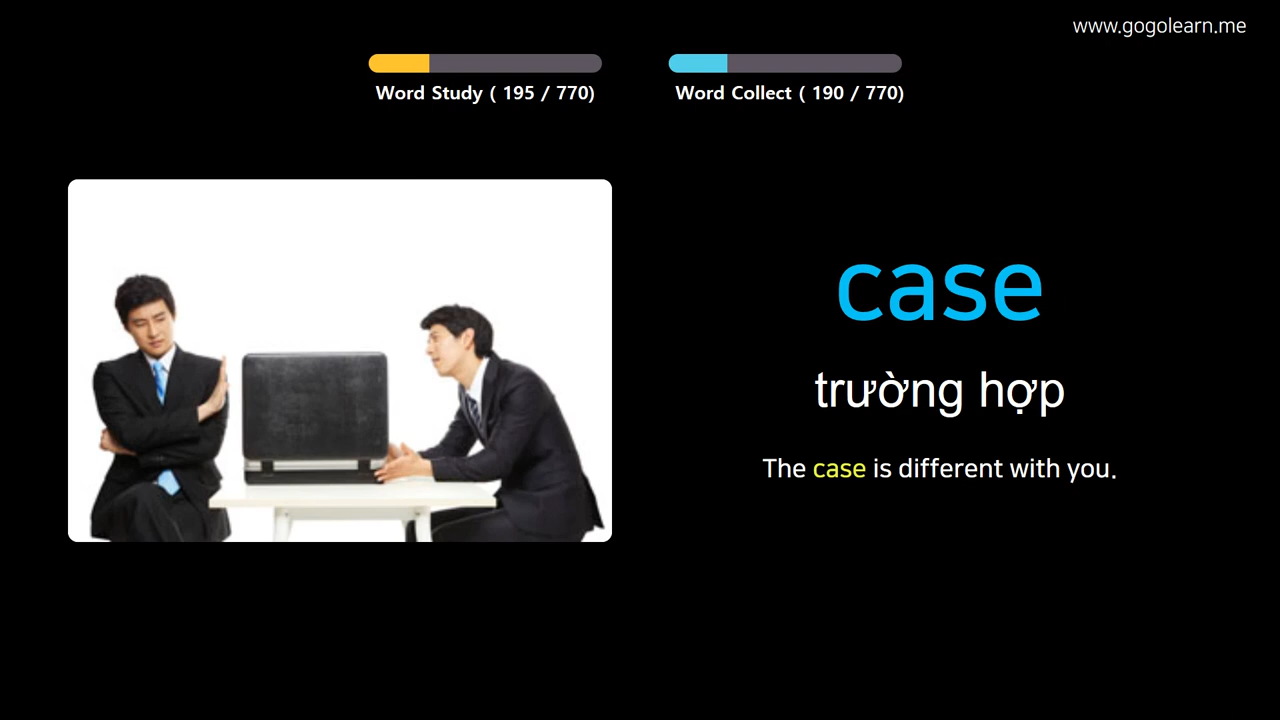 www.gogolearn.me
Word Study ( 195 / 770)
Word Collect ( 190 / 770)
case
trường hợp
The case is different with you.